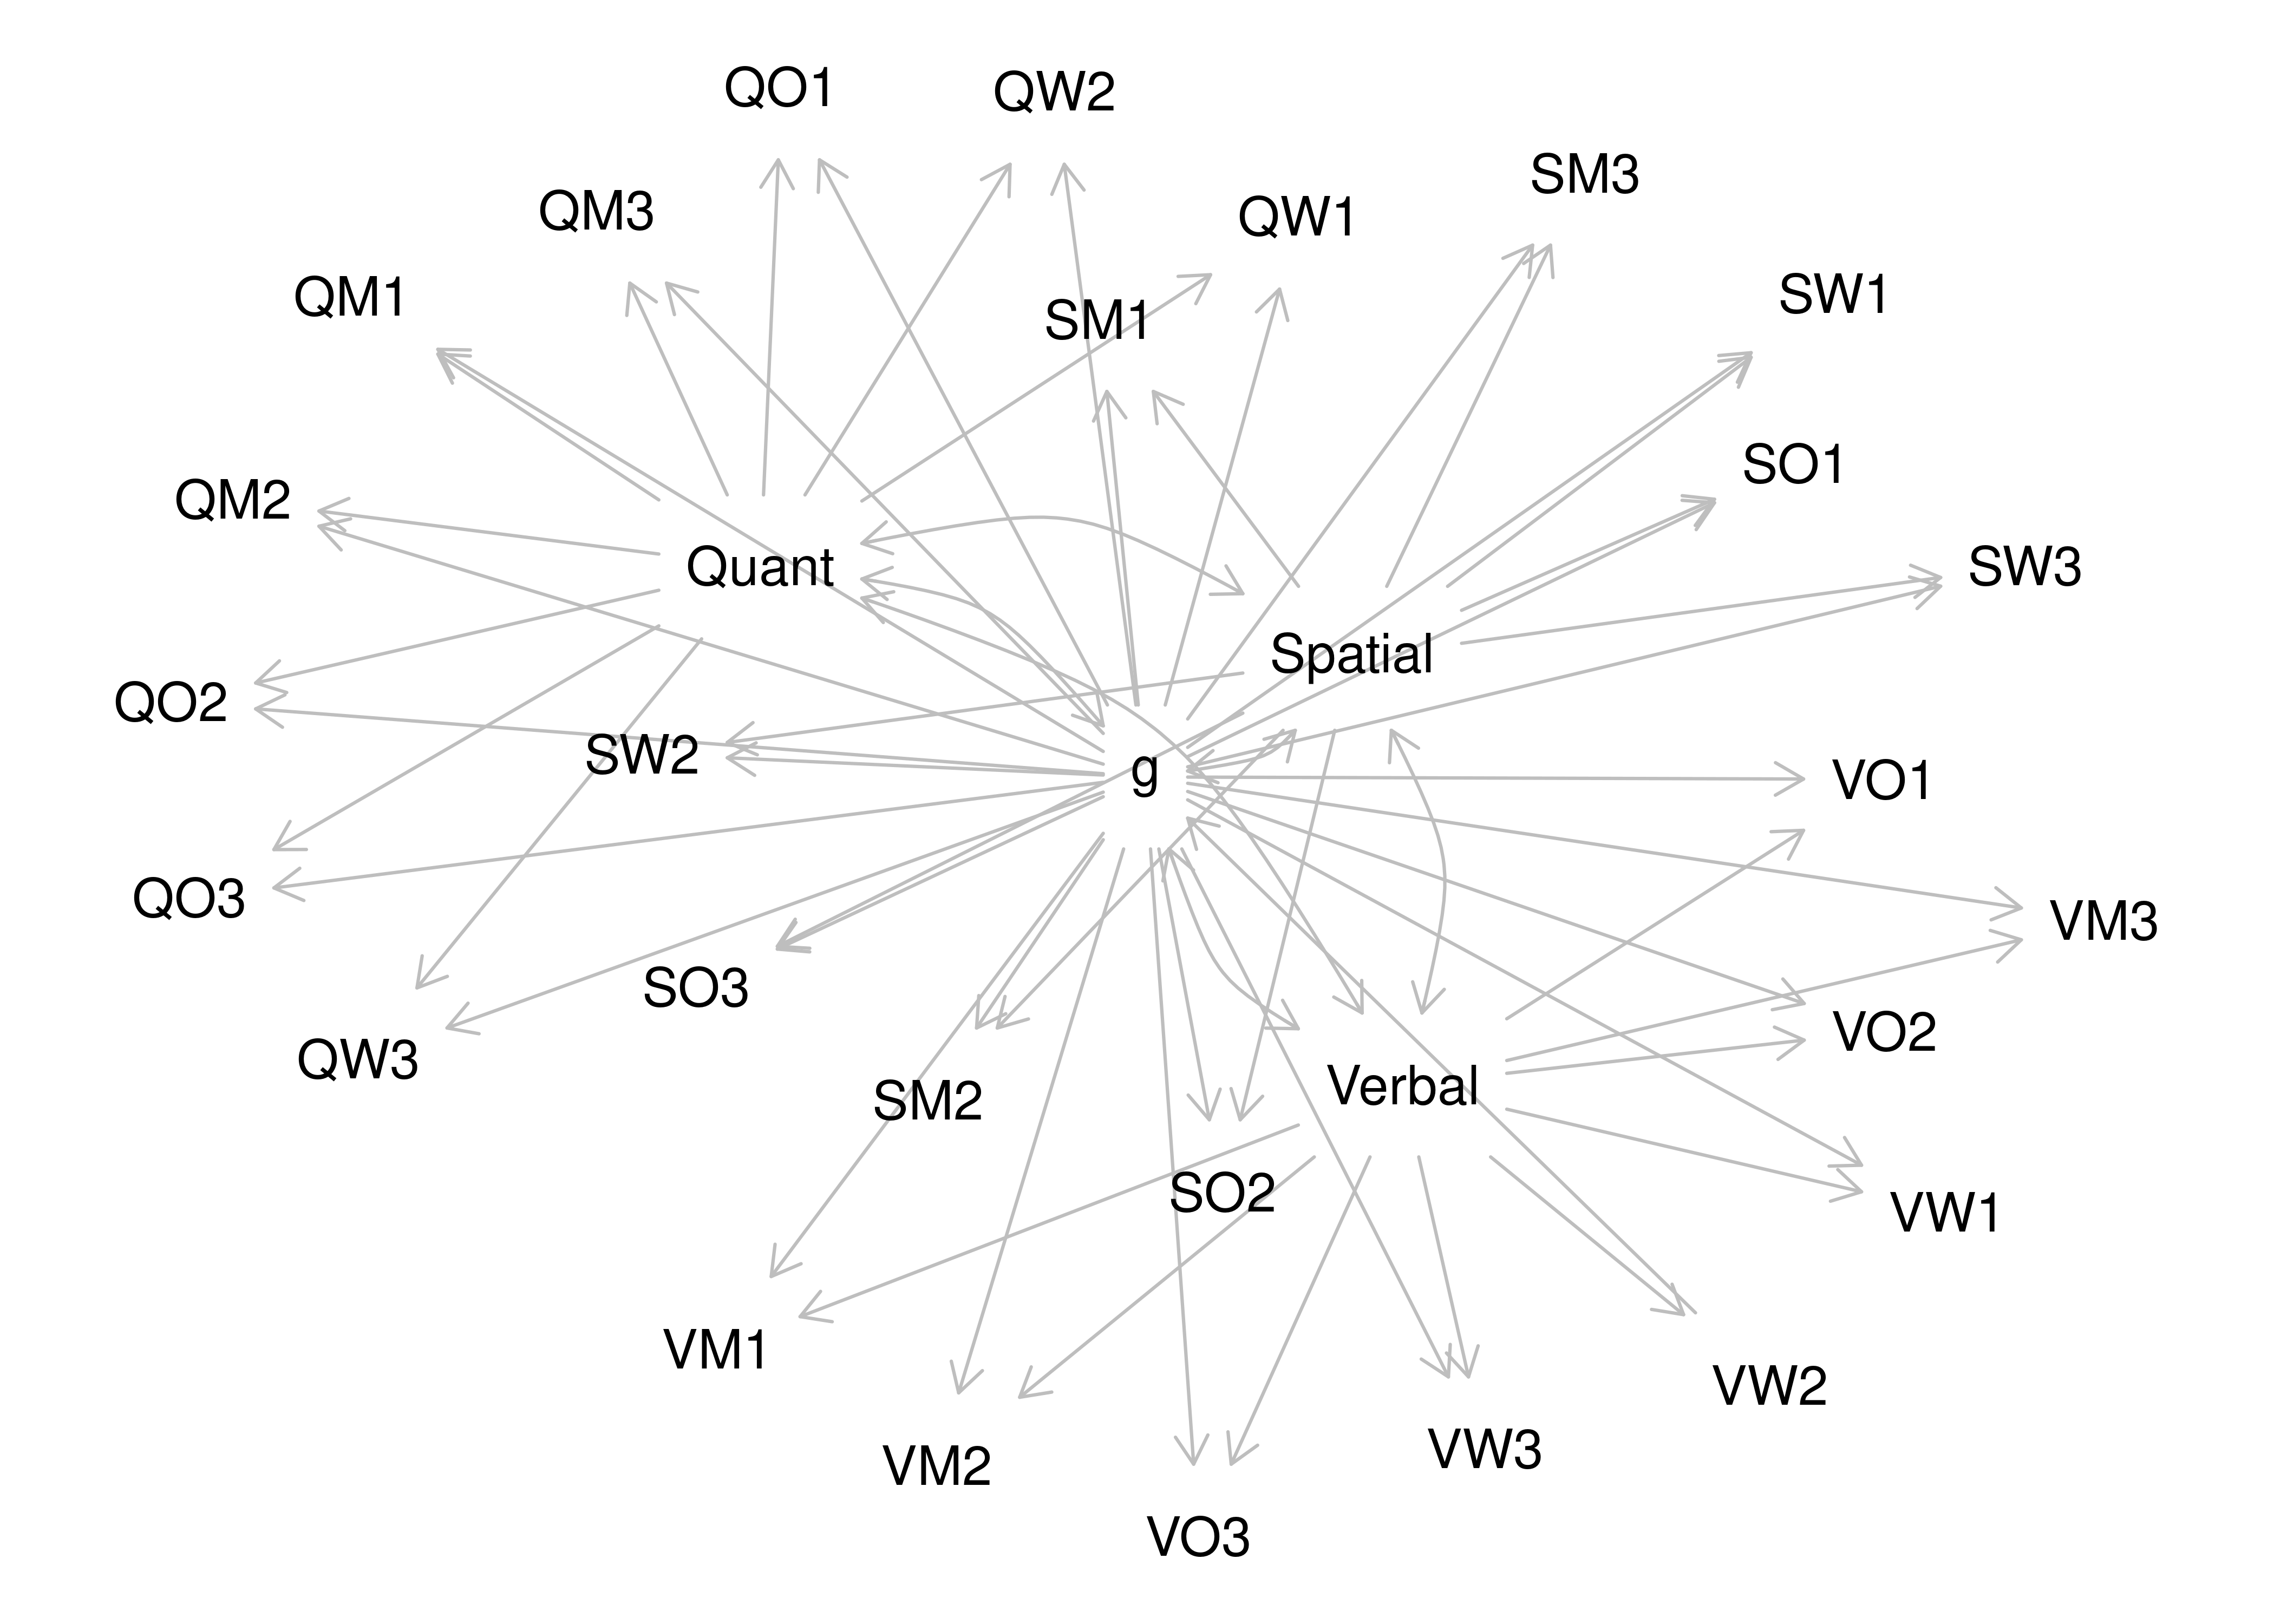 QO1
QW2
SM3
QM3
QW1
QM1
SM1
SW1
SO1
QM2
Quant
SW3
Spatial
QO2
SW2
g
VO1
QO3
VM3
SO3
VO2
QW3
SM2
Verbal
SO2
VW1
VM1
VW2
VM2
VW3
VO3